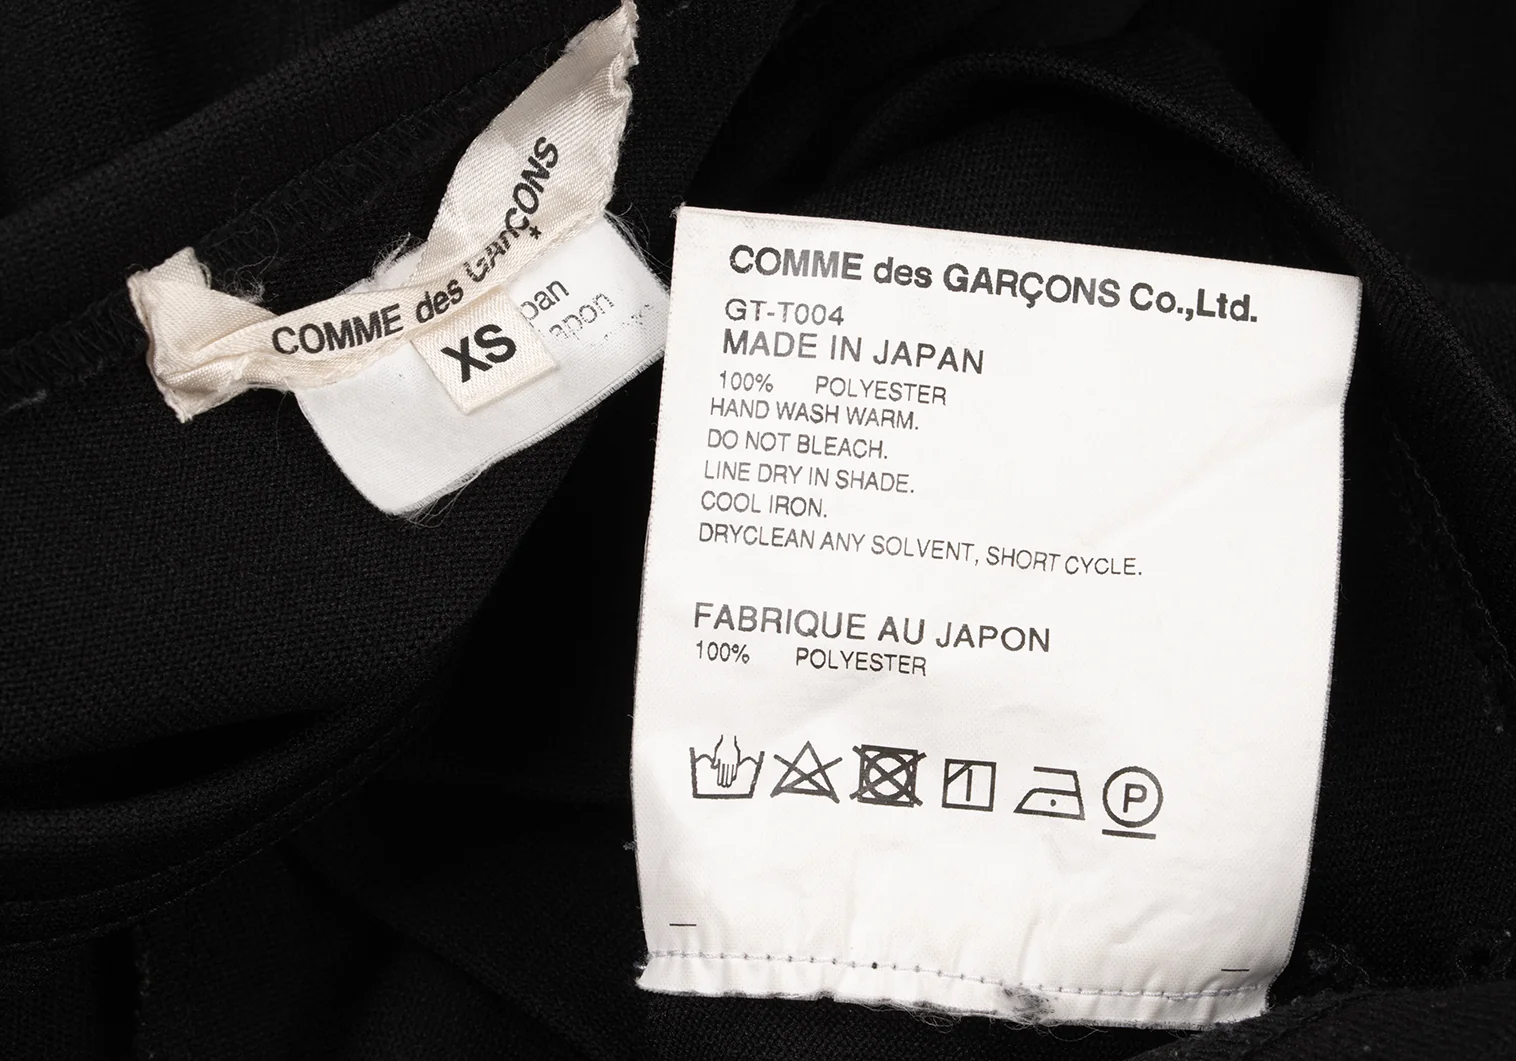 COMME des GARÇONS
XS
COMME des GARÇONS Co.,Ltd.
GT-T004
MADE IN JAPAN
100% POLYESTER
HAND WASH WARM.
DO NOT BLEACH.
LINE DRY IN SHADE.
COOL IRON.
DRYCLEAN ANY SOLVENT, SHORT CYCLE.
FABRIQUE AU JAPON
100% POLYESTER
P